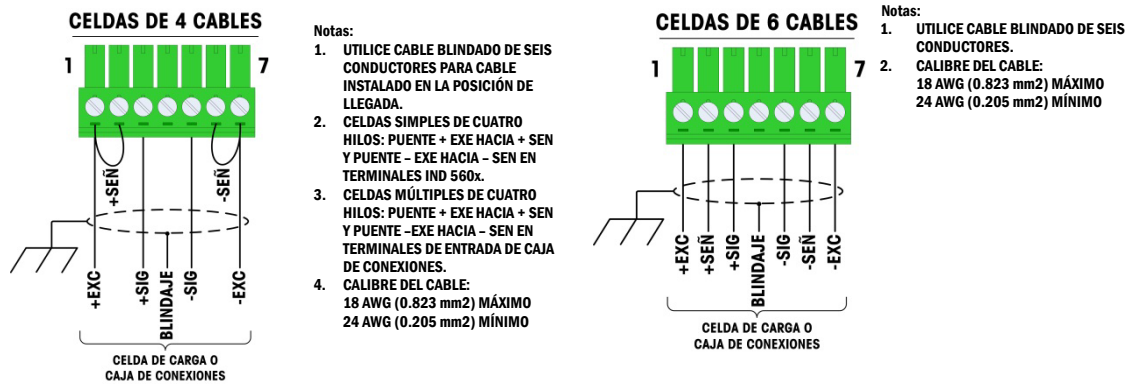 CELDAS DE 4 CABLES
1
7
+SEÑ
-SEÑ
+EXC
+SIG
BLINDAJE
-SIG
-EXC
CELDA DE CARGA O
CAJA DE CONEXIONES
Notas:
1. UTILICE CABLE BLINDADO DE SEIS
CONDUCTORES PARA CABLE
INSTALADO EN LA POSICIÓN DE
LLEGADA.
2. CELDAS SIMPLES DE CUATRO
HILOS: PUENTE + EXE HACIA + SEN
Y PUENTE – EXE HACIA – SEN EN
TERMINALES IND 560x.
3. CELDAS MÚLTIPLES DE CUATRO
HILOS: PUENTE + EXE HACIA + SEN
Y PUENTE –EXE HACIA – SEN EN
TERMINALES DE ENTRADA DE CAJA
DE CONEXIONES.
4. CALIBRE DEL CABLE:
18 AWG (0.823 mm2) MÁXIMO
24 AWG (0.205 mm2) MÍNIMO
CELDAS DE 6 CABLES
1
7
+EXC
+SEÑ
+SIG
BLINDAJE
-SIG
-SEÑ
-EXC
CELDA DE CARGA O
CAJA DE CONEXIONES
Notas:
1. UTILICE CABLE BLINDADO DE SEIS
CONDUCTORES.
2. CALIBRE DEL CABLE:
18 AWG (0.823 mm2) MÁXIMO
24 AWG (0.205 mm2) MÍNIMO